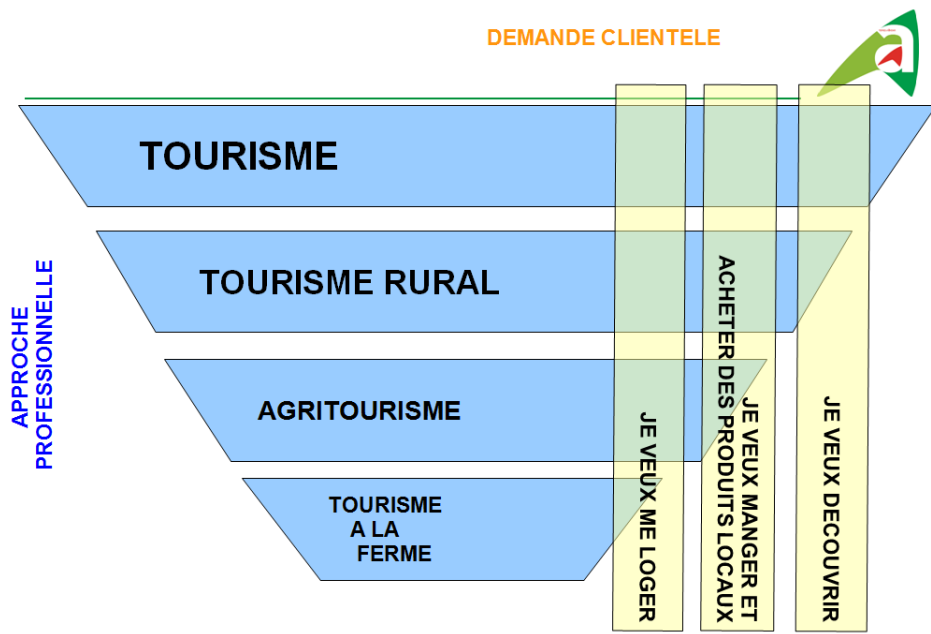 DEMANDE CLIENTELE
TOURISME
TOURISME RURAL
AGRITOURISME
TOURISME
A LA
FERME
APPROCHE
PROFESSIONNELLE
JE VEUX ME LOGER
JE VEUX MANGER ET
ACHETER DES PRODUITS LOCAUX
JE VEUX DECOUVRIR